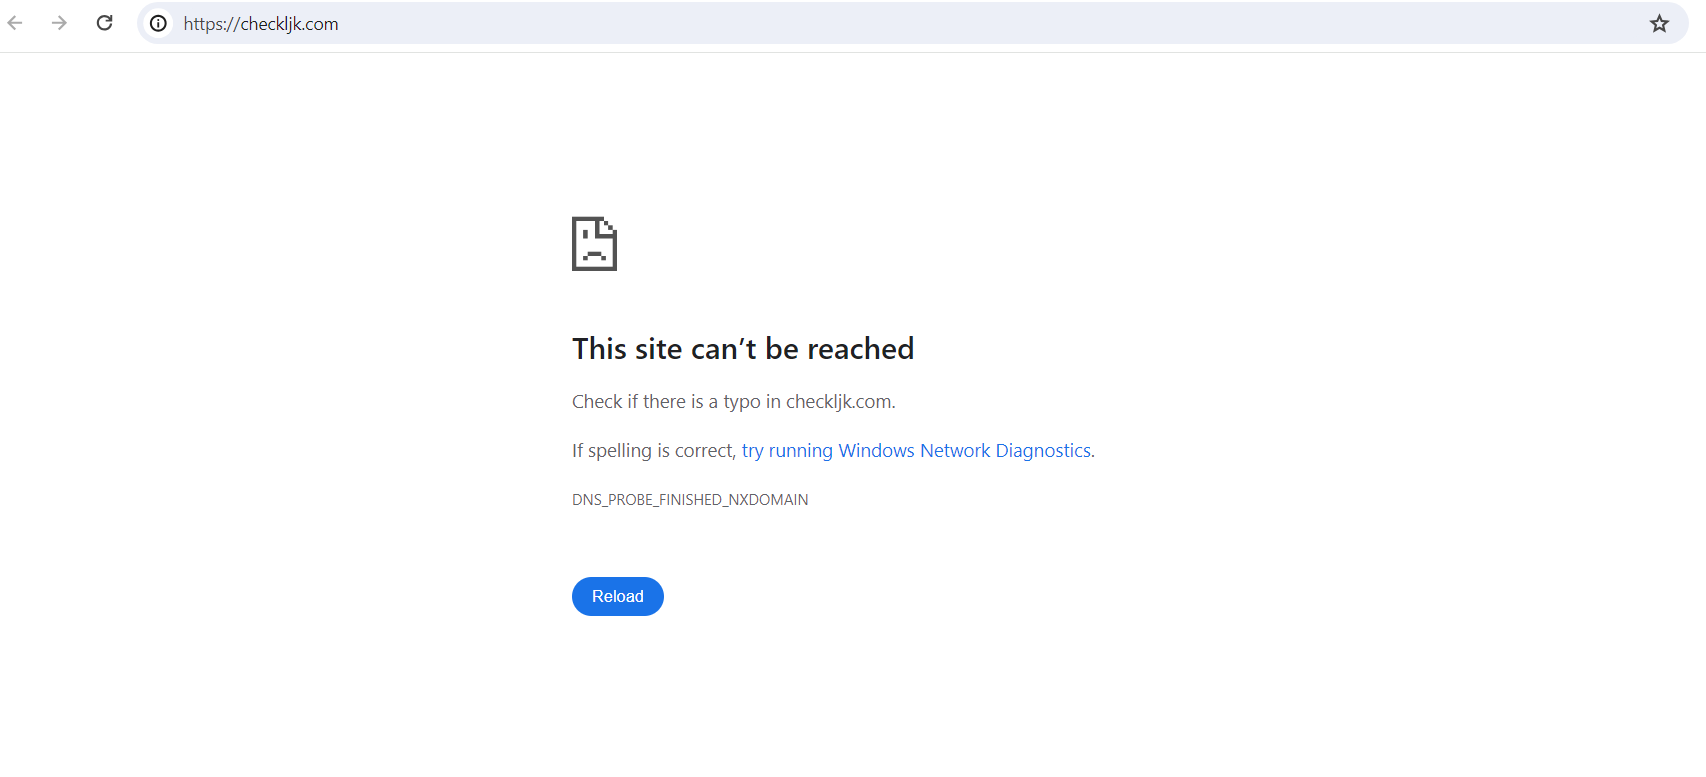 https://checkljk.com
This site can’t be reached
Check if there is a typo in checkljk.com.
If spelling is correct, try running Windows Network Diagnostics.
DNS_PROBE_FINISHED_NXDOMAIN
Reload